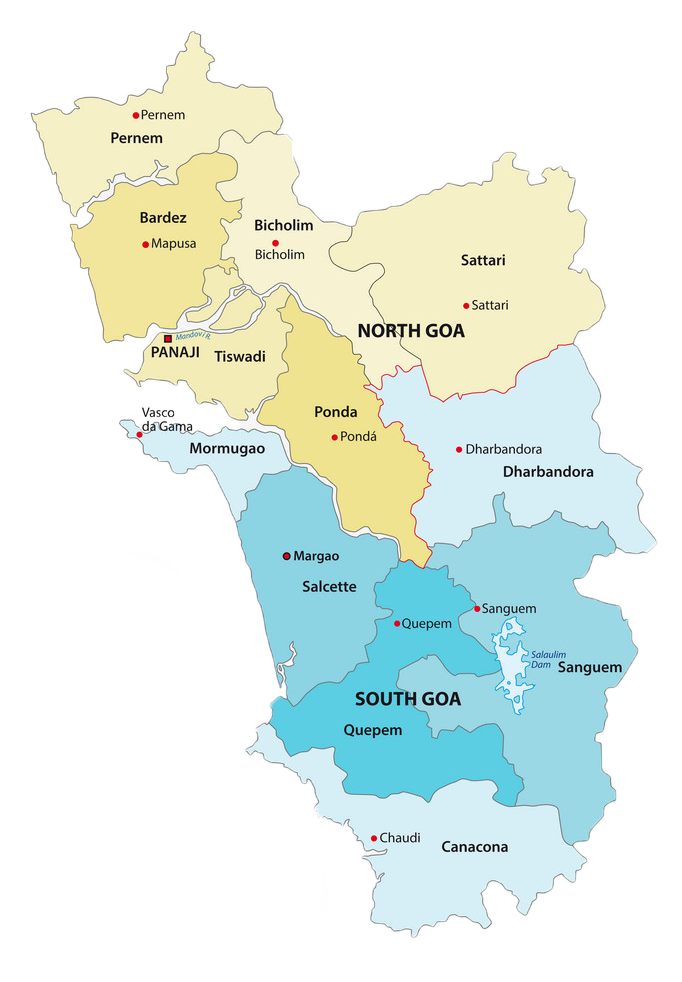 Pernem
Pernem
Bardez
Mapusa
Bicholim
Bicholim
Sattari
Sattari
NORTH GOA
Mandovi R.
PANAJI
Tiswadi
Ponda
Pondá
Vasco
da Gama
Mormugao
Dharbandora
Dharbandora
Margao
Salcette
Sanguem
Quepem
Salaulim
Dam
Sanguem
SOUTH GOA
Quepem
Chaudi
Canacona